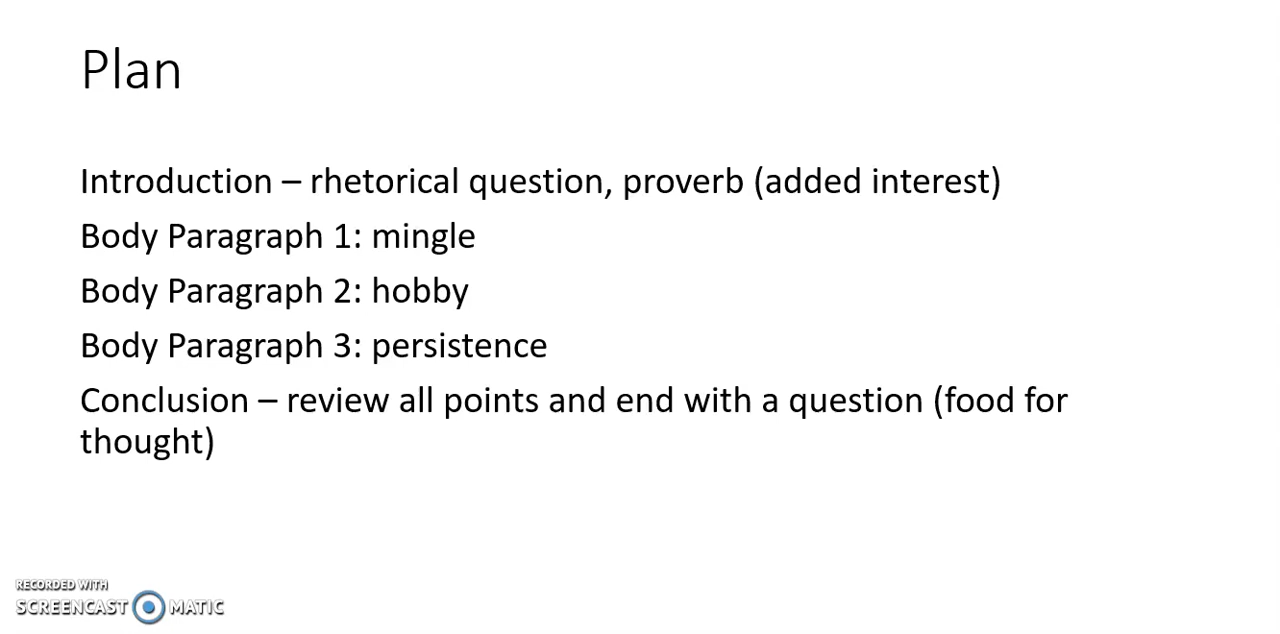 Plan
Introduction – rhetorical question, proverb (added interest)
Body Paragraph 1: mingle
Body Paragraph 2: hobby
Body Paragraph 3: persistence
Conclusion – review all points and end with a question (food for
thought)
RECORDED WITH
SCREENCAST MATIC